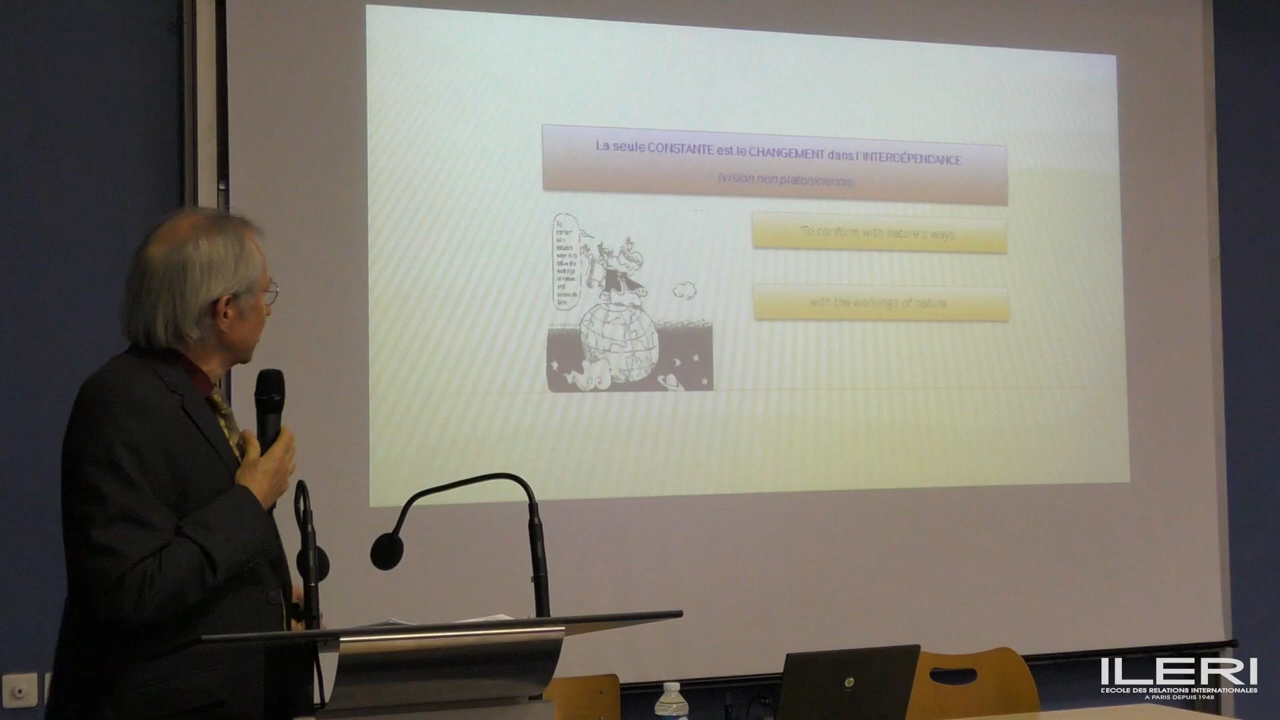 La seule CONSTANTE est le CHANGEMENT dans l'INTERDÉPENDANCE
(vision non platonicienne)
"To conform with nature's ways
with the workings of nature
hp
ILERI
L'ECOLE DES RELATIONS INTERNATIONALES
A PARIS DEPUIS 1948